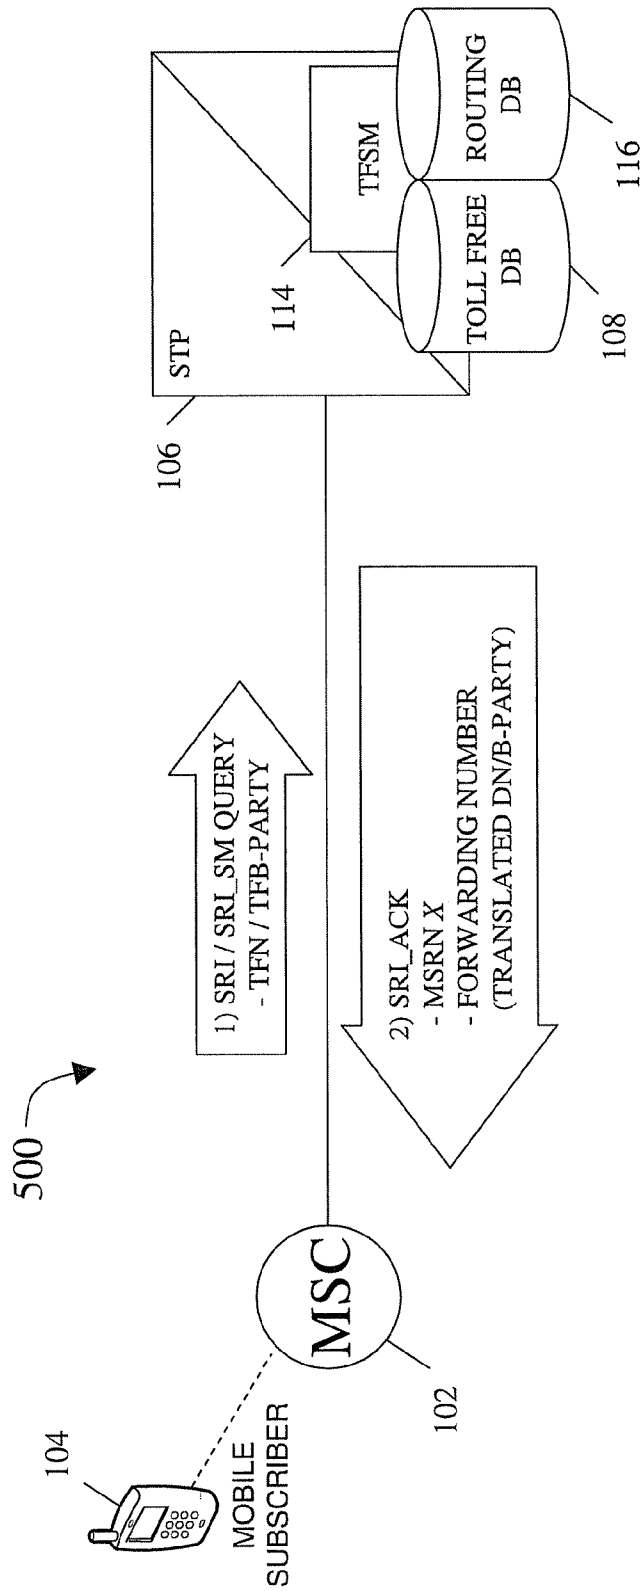 500
104
MOBILE
SUBSCRIBER
MSC
102
1) SRI / SRI_SM QUERY
- TFN / TFB-PARTY
2) SRI_ACK
- MSRN X
- FORWARDING NUMBER
(TRANSLATED DN/B-PARTY)
106
STP
114
TFSM
TOLL FREE
DB
108
ROUTING
DB
116